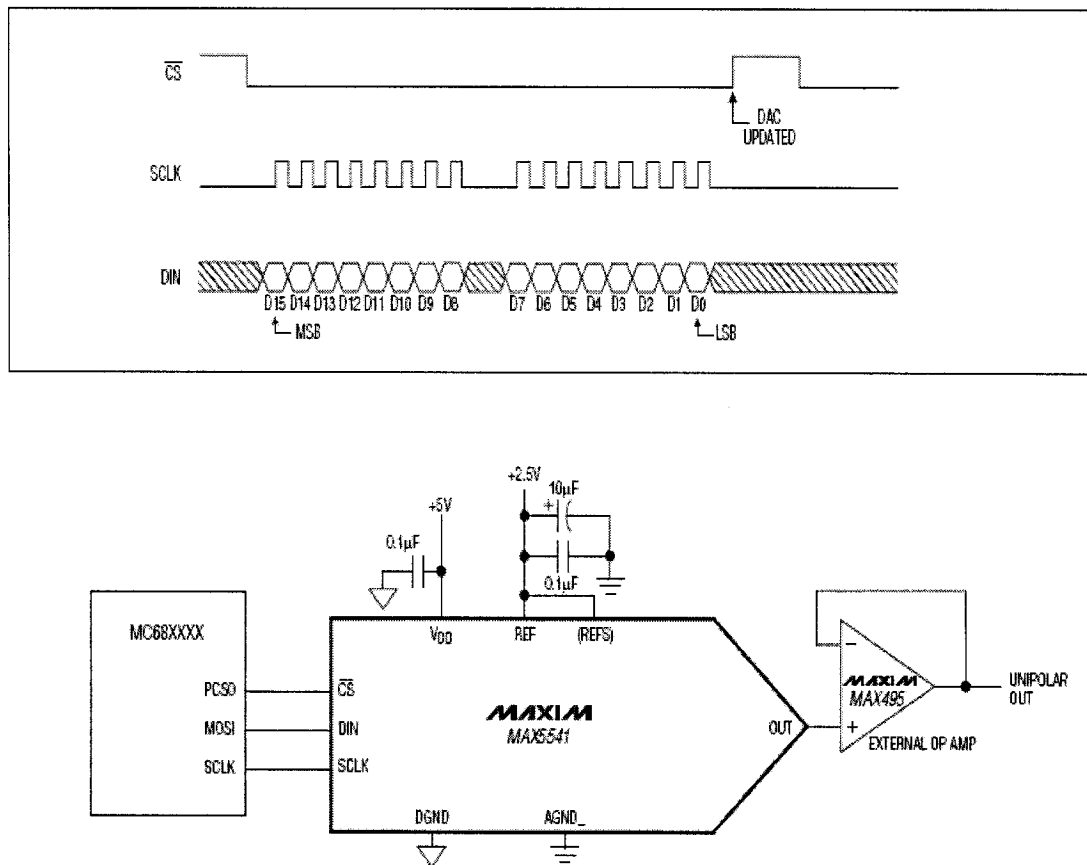 CS
DAC
UPDATED
SCLK
DIN
D15 D14 D13 D12 D11 D10 D9 D8 D7 D6 D5 D4 D3 D2 D1 D0
MSB
LSB
+2.5V
10μF
+
+5V
0.1μF
0.1μF
MC68XXXX
VDD
REF
(REFS)
PCS0
CS
MOSI
DIN
SCLK
SCLK
MAXIM
MAX5541
OUT
DGND
AGND_
−
MAXIM
MAX495
+
EXTERNAL OP AMP
UNIPOLAR
OUT